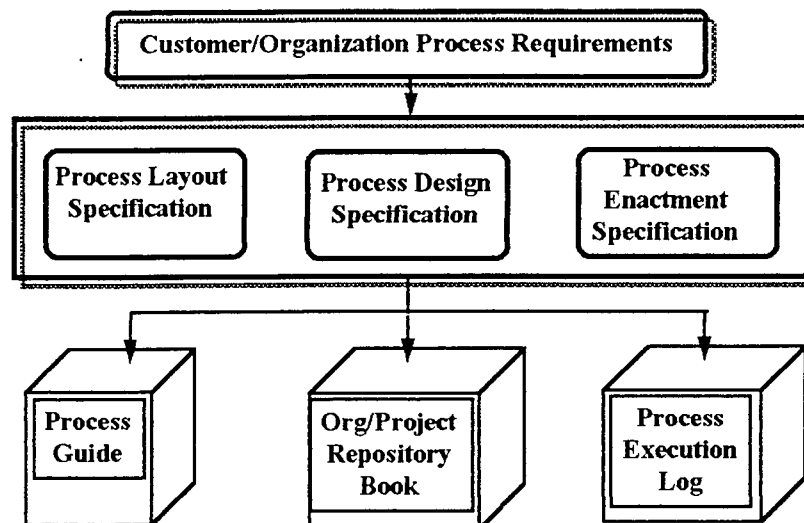 Customer/Organization Process Requirements
Process Layout
Specification
Process Design
Specification
Process
Enactment
Specification
Process
Guide
Org/Project
Repository
Book
Process
Execution
Log